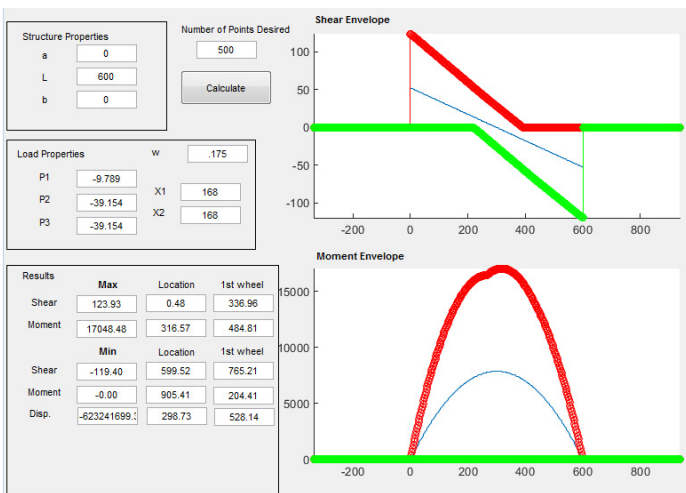 Structure Properties
a 0
L 600
b 0
Number of Points Desired
500
Calculate
Load Properties
w .175
P1 -9.789
P2 -39.154
P3 -39.154
X1 168
X2 168
Results
Max Location 1st wheel
Shear 123.93 0.48 336.96
Moment 17048.48 316.57 484.81
Min Location 1st wheel
Shear -119.40 599.52 765.21
Moment -0.00 905.41 204.41
Disp. -623241699. 298.73 528.14
Shear Envelope
100
50
0
-50
-100
-200 0 200 400 600 800
Moment Envelope
15000
10000
5000
0
-200 0 200 400 600 800